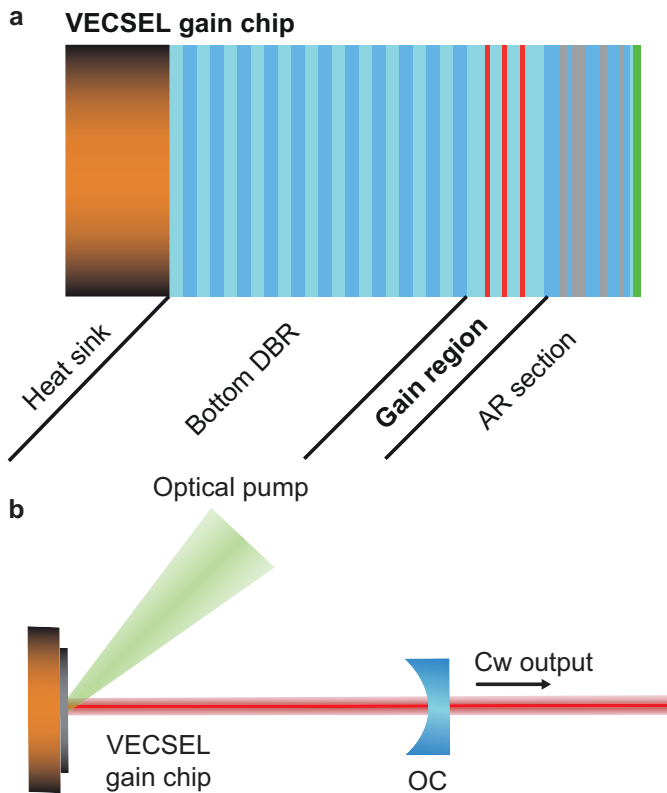 a
VECSEL gain chip
Heat sink
Bottom DBR
Gain region
AR section
b
Optical pump
Cw output
VECSEL
gain chip
OC